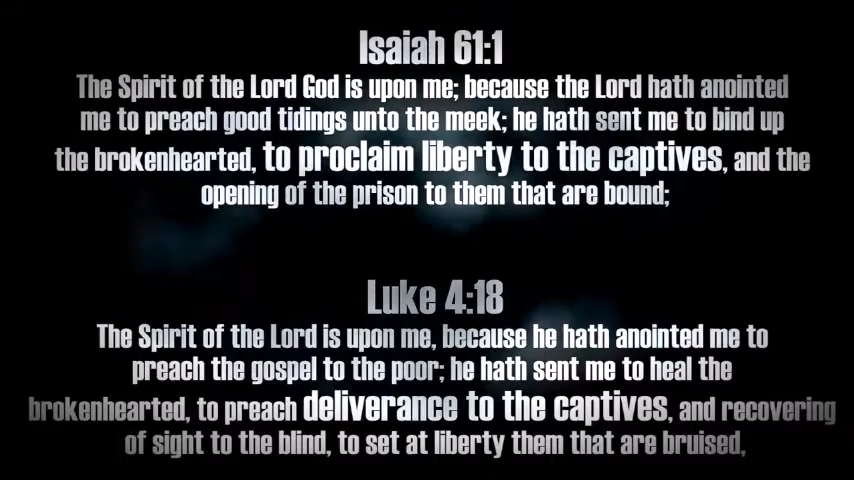 Isaiah 61:1
The Spirit of the Lord God is upon me; because the Lord hath anointed
me to preach good tidings unto the meek; he hath sent me to bind up
the brokenhearted, to proclaim liberty to the captives, and the
opening of the prison to them that are bound;
Luke 4:18
The Spirit of the Lord is upon me, because he hath anointed me to
preach the gospel to the poor; he hath sent me to heal the
brokenhearted, to preach deliverance to the captives, and recovering
of sight to the blind, to set at liberty them that are bruised,